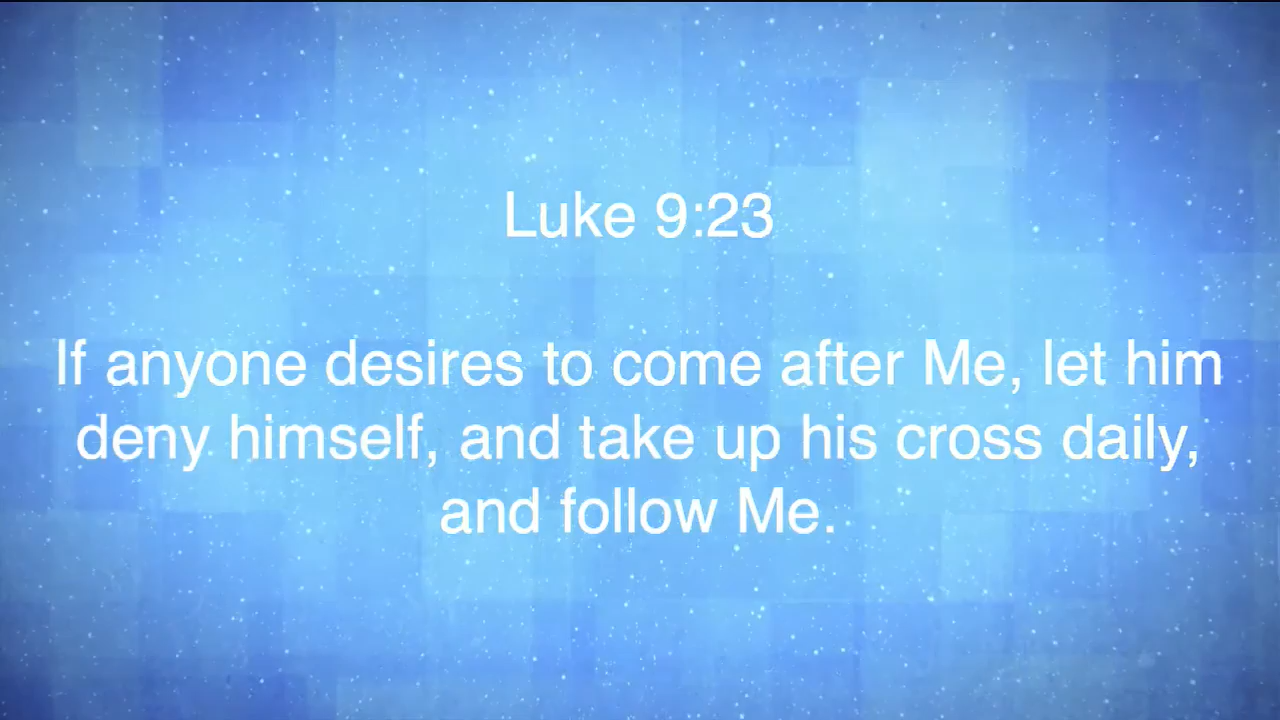 Luke 9:23
If anyone desires to come after Me, let him
deny himself, and take up his cross daily,
and follow Me.